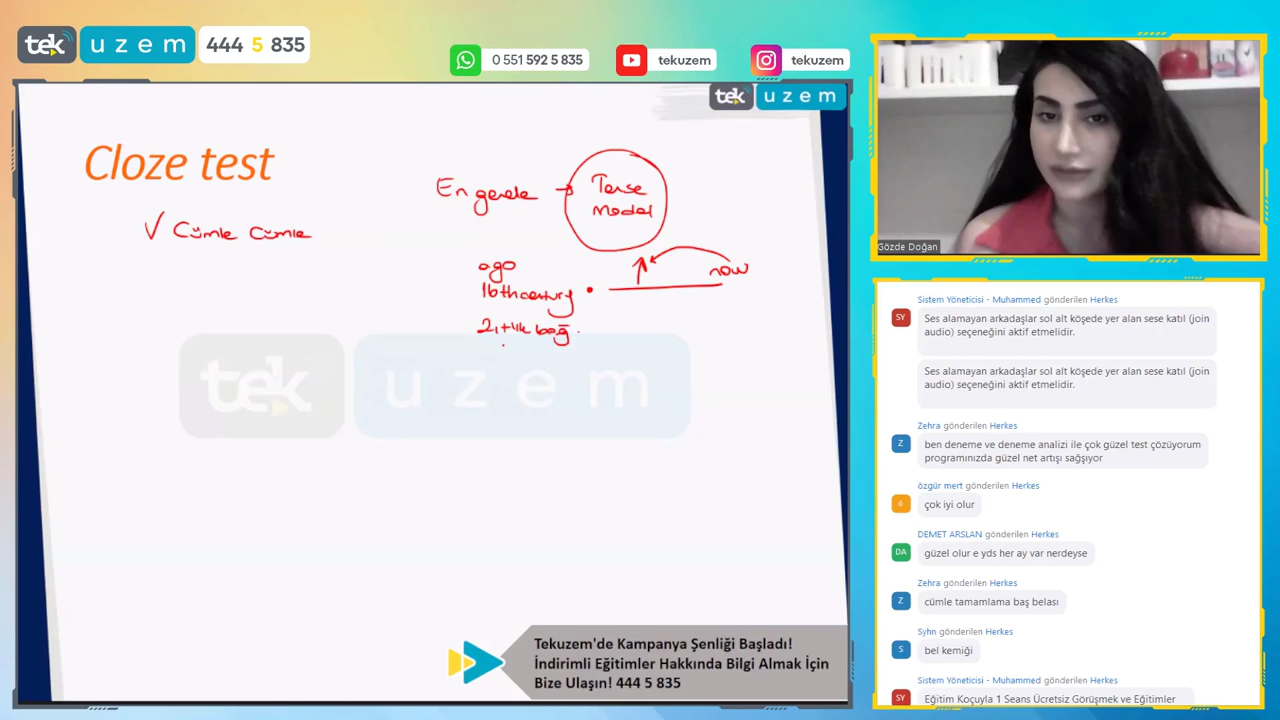 tek uzem 444 5 835
0 551 592 5 835
tekuzem
tekuzem
tek uzem
Cloze test
√ Cümle Cümle
En gerele → Tense
Modal
ago
16th century
now
tek uzem
Tekuzem'de Kampanya Şenliği Başladı!
İndirimli Eğitimler Hakkında Bilgi Almak İçin
Bize Ulaşın! 444 5 835
Gözde Doğan
Sistem Yöneticisi - Muhammed gönderilen Herkes
SY
Ses alamayan arkadaşlar sol alt köşede yer alan sese katıl (join
audio) seçeneğini aktif etmelidir.
Ses alamayan arkadaşlar sol alt köşede yer alan sese katıl (join
audio) seçeneğini aktif etmelidir.
Zehra gönderilen Herkes
Z
ben deneme ve deneme analizi ile çok güzel test çözüyorum
programınızda güzel net artışı sağşıyor
özgür mert gönderilen Herkes
ö
çok iyi olur
DEMET ARSLAN gönderilen Herkes
DA
güzel olur e yds her ay var nerdeyse
Zehra gönderilen Herkes
Z
cümle tamamlama baş belası
Syhn gönderilen Herkes
S
bel kemiği
Sistem Yöneticisi - Muhammed gönderilen Herkes
SY
Eğitim Koçuyla 1 Seans Ücretsiz Görüşmek ve Eğitimler